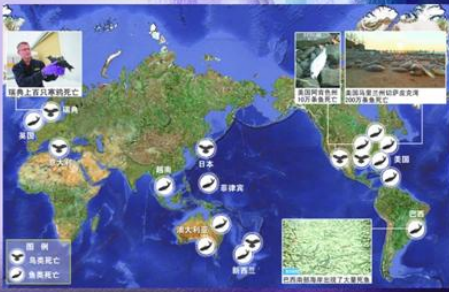 瑞典上百只寒鸦死亡
美国阿肯色州
10万条鱼死亡
美国马里兰州切萨皮克湾
200万条鱼死亡
瑞典
英国
意大利
日本
越南
菲律宾
美国
澳大利亚
新西兰
巴西
巴西南部海岸出现了大量死鱼
图 例
鸟类死亡
鱼类死亡